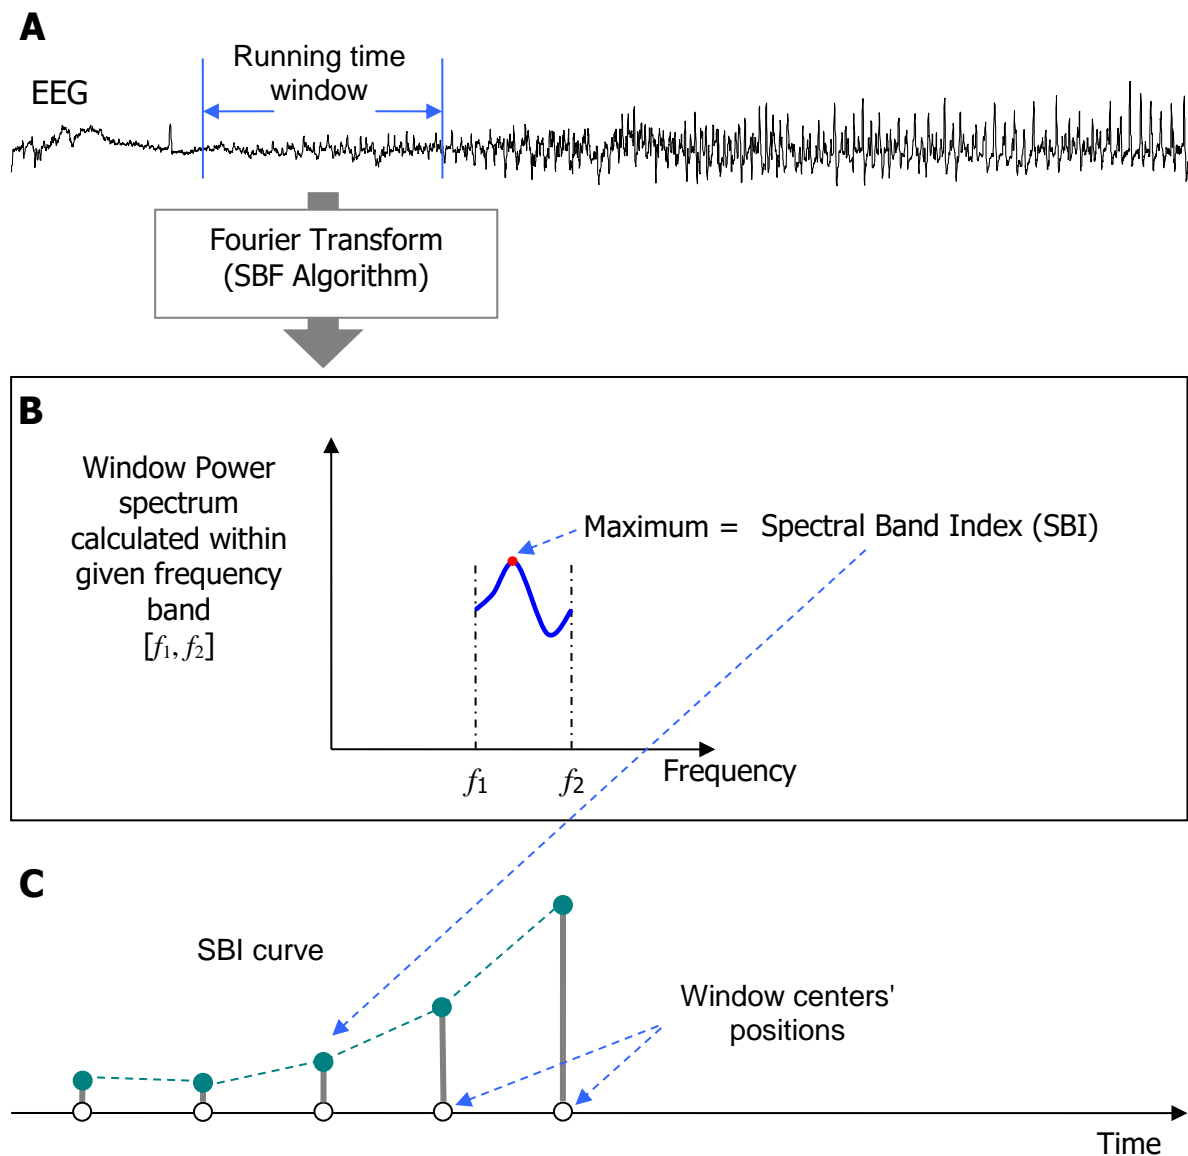 A
Running time
window
EEG
Fourier Transform
(SBF Algorithm)
B
Window Power
spectrum
calculated within
given frequency
band
[f1, f2]
Maximum = Spectral Band Index (SBI)
f1
f2
Frequency
C
SBI curve
Window centers'
positions
Time